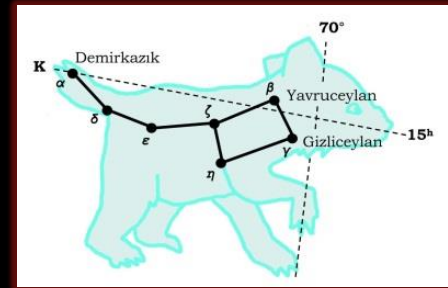 70°
K
Demirkazık
α
β
Yavruceylan
ζ
δ
15ʰ
ε
γ
Gizliceylan
η